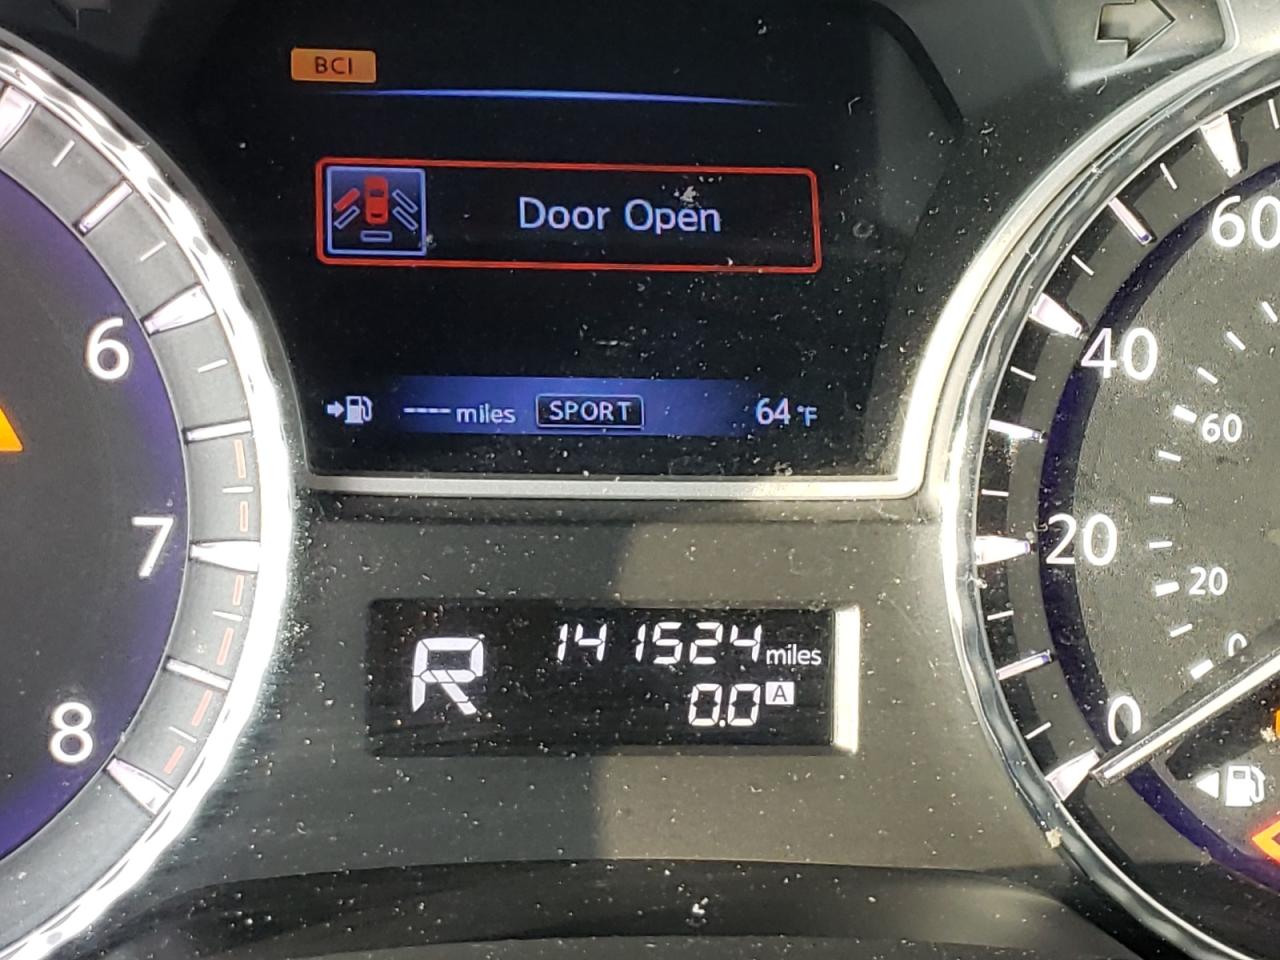 BCI
Door Open
---- miles SPORT 64 °F
R
141524 miles
0.0 A
6
7
8
60
40
20
0
60
20
0